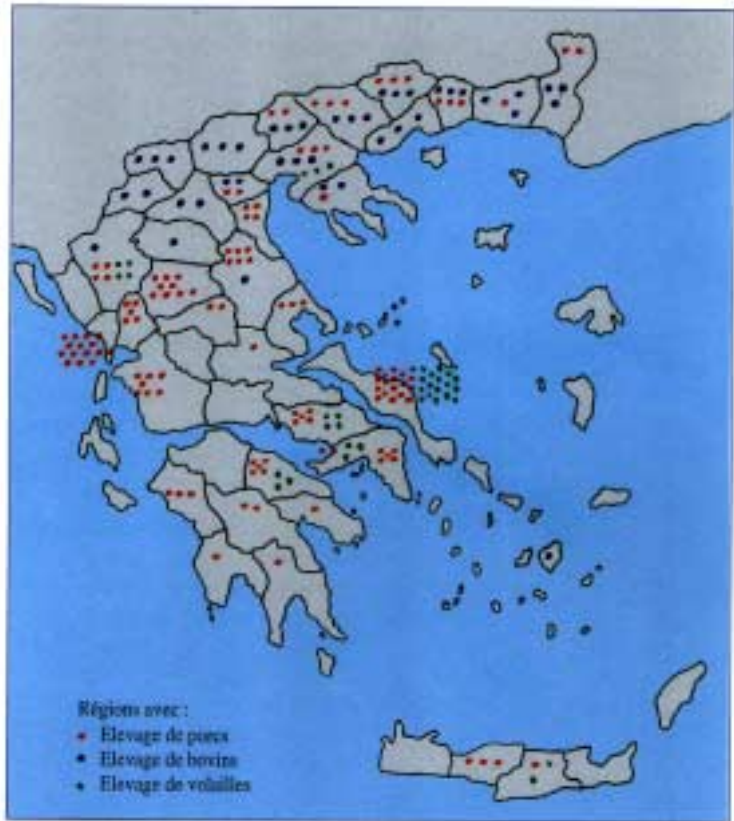 Régions avec :
Elevage de porcs
Elevage de bovins
Elevage de volailles